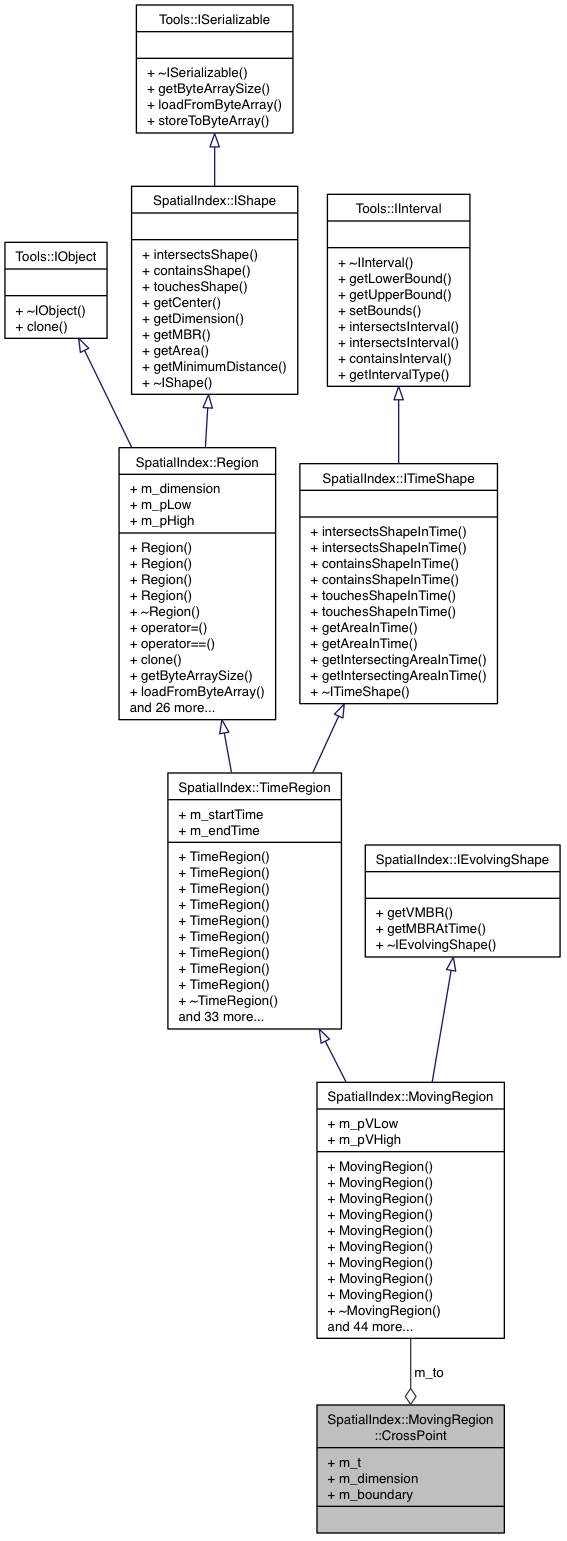 Tools::ISerializable
+ ~ISerializable()
+ getByteArraySize()
+ loadFromByteArray()
+ storeToByteArray()
SpatialIndex::IShape
+ intersectsShape()
+ containsShape()
+ touchesShape()
+ getCenter()
+ getDimension()
+ getMBR()
+ getArea()
+ getMinimumDistance()
+ ~IShape()
Tools::IInterval
+ ~IInterval()
+ getLowerBound()
+ getUpperBound()
+ setBounds()
+ intersectsInterval()
+ intersectsInterval()
+ containsInterval()
+ getIntervalType()
Tools::IObject
+ ~IObject()
+ clone()
SpatialIndex::Region
+ m_dimension
+ m_pLow
+ m_pHigh
+ Region()
+ Region()
+ Region()
+ Region()
+ ~Region()
+ operator=()
+ operator==()
+ clone()
+ getByteArraySize()
+ loadFromByteArray()
and 26 more...
SpatialIndex::ITimeShape
+ intersectsShapeInTime()
+ intersectsShapeInTime()
+ containsShapeInTime()
+ containsShapeInTime()
+ touchesShapeInTime()
+ touchesShapeInTime()
+ getAreaInTime()
+ getAreaInTime()
+ getIntersectingAreaInTime()
+ getIntersectingAreaInTime()
+ ~ITimeShape()
SpatialIndex::TimeRegion
+ m_startTime
+ m_endTime
+ TimeRegion()
+ TimeRegion()
+ TimeRegion()
+ TimeRegion()
+ TimeRegion()
+ TimeRegion()
+ TimeRegion()
+ TimeRegion()
+ TimeRegion()
+ ~TimeRegion()
and 33 more...
SpatialIndex::IEvolvingShape
+ getVMBR()
+ getMBRAtTime()
+ ~IEvolvingShape()
SpatialIndex::MovingRegion
+ m_pVLow
+ m_pVHigh
+ MovingRegion()
+ MovingRegion()
+ MovingRegion()
+ MovingRegion()
+ MovingRegion()
+ MovingRegion()
+ MovingRegion()
+ MovingRegion()
+ MovingRegion()
+ ~MovingRegion()
and 44 more...
m_to
SpatialIndex::MovingRegion
::CrossPoint
+ m_t
+ m_dimension
+ m_boundary